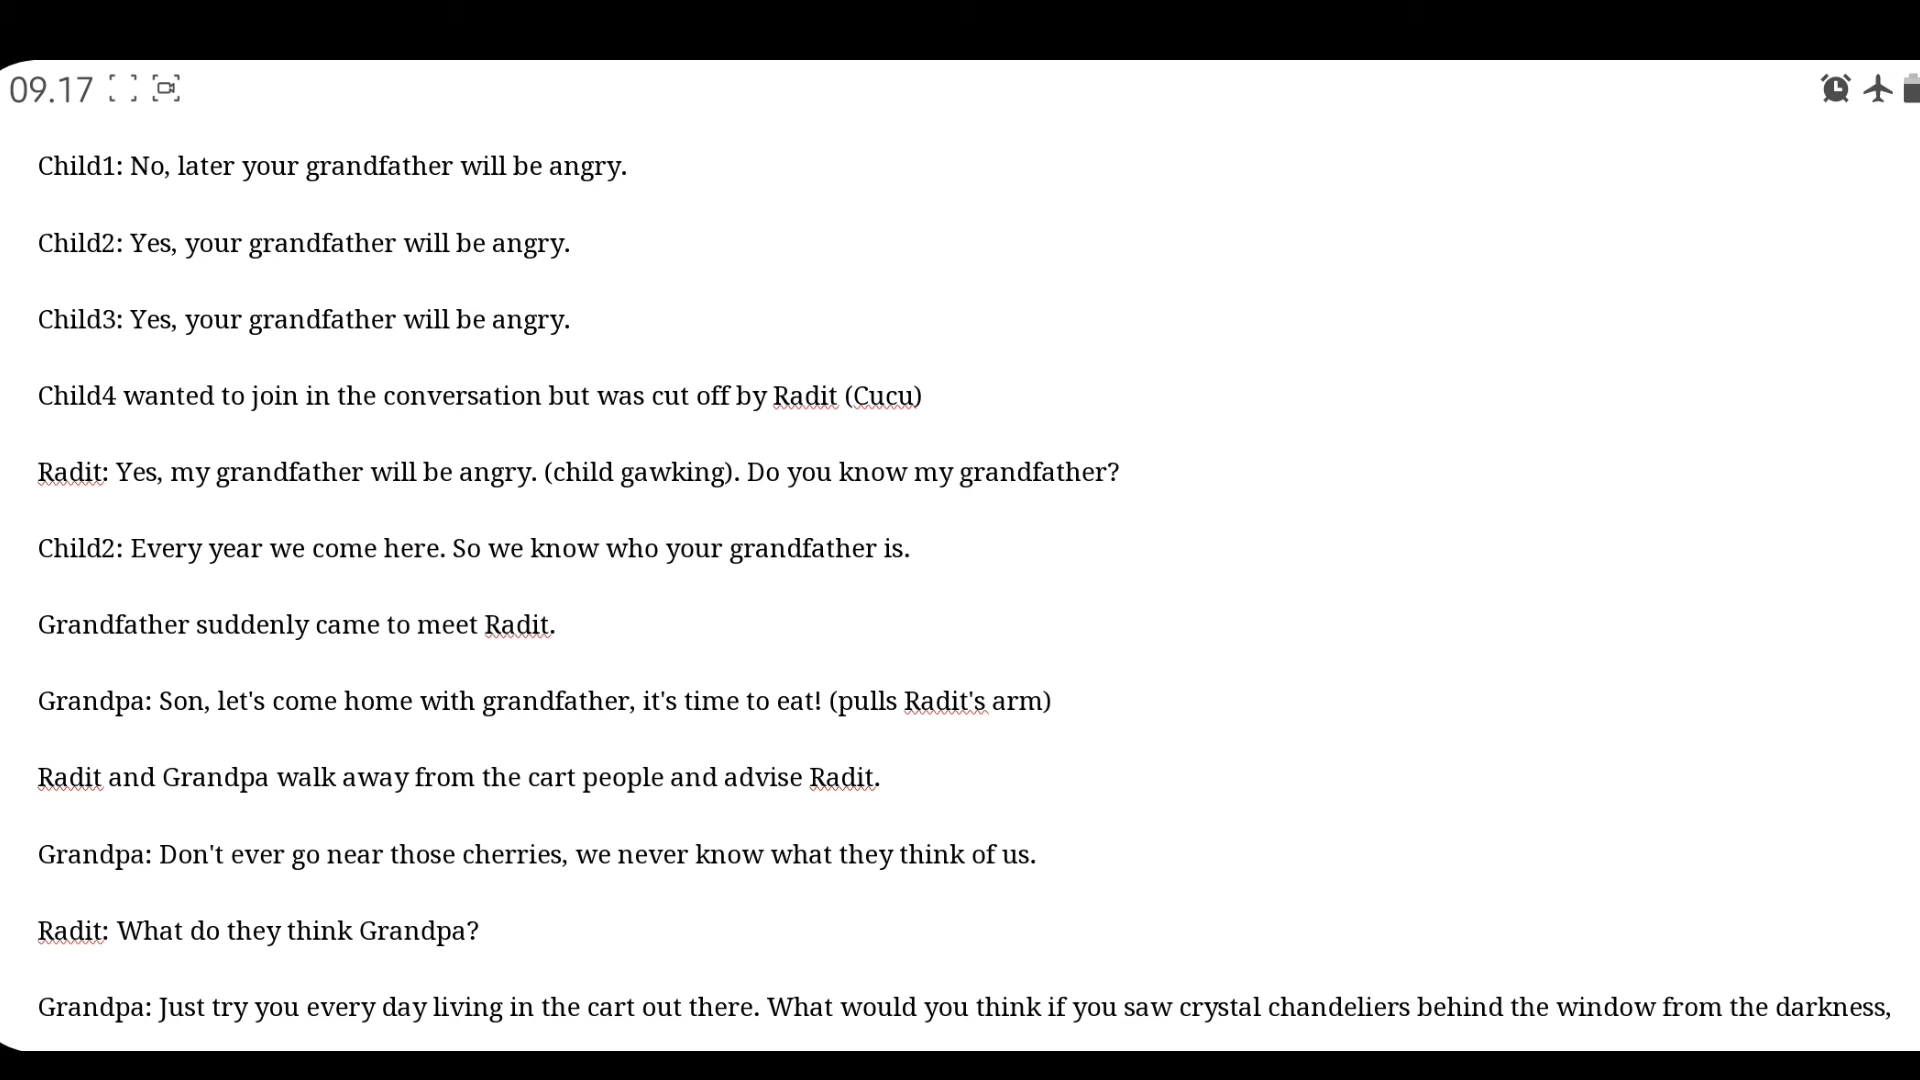 09.17
Child1: No, later your grandfather will be angry.
Child2: Yes, your grandfather will be angry.
Child3: Yes, your grandfather will be angry.
Child4 wanted to join in the conversation but was cut off by Radit (Cucu)
Radit: Yes, my grandfather will be angry. (child gawking). Do you know my grandfather?
Child2: Every year we come here. So we know who your grandfather is.
Grandfather suddenly came to meet Radit.
Grandpa: Son, let's come home with grandfather, it's time to eat! (pulls Radit's arm)
Radit and Grandpa walk away from the cart people and advise Radit.
Grandpa: Don't ever go near those cherries, we never know what they think of us.
Radit: What do they think Grandpa?
Grandpa: Just try you every day living in the cart out there. What would you think if you saw crystal chandeliers behind the window from the darkness,